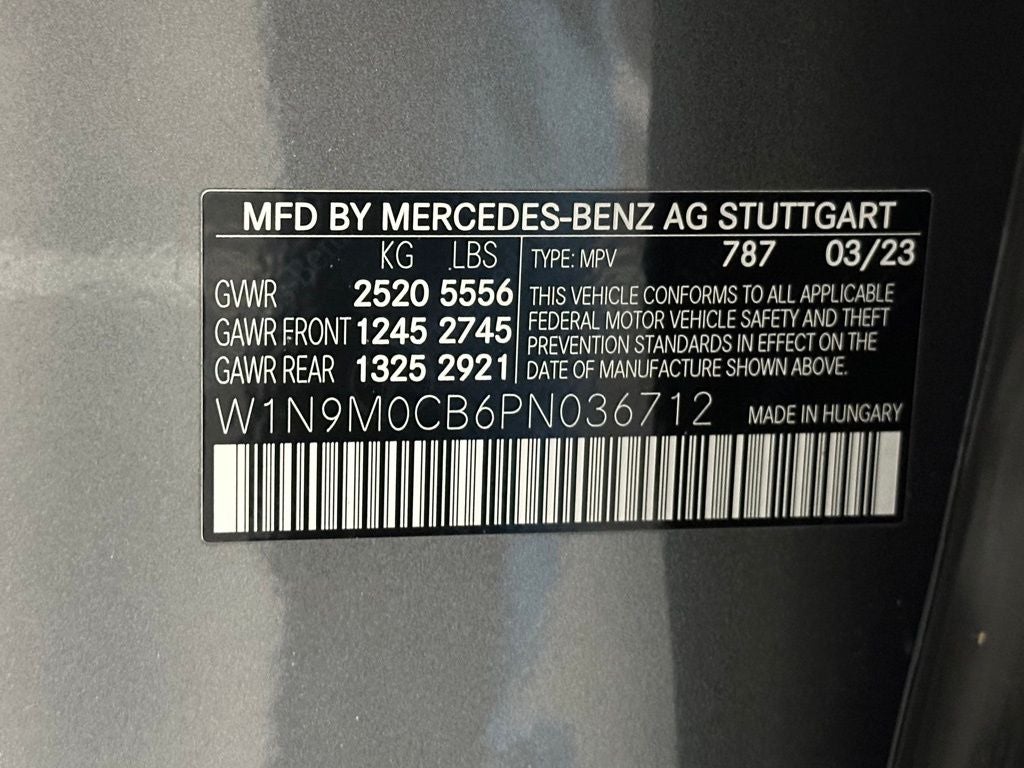 MFD BY MERCEDES-BENZ AG STUTTGART
KG LBS
GVWR 2520 5556
GAWR FRONT 1245 2745
GAWR REAR 1325 2921
TYPE: MPV 787 03/23
THIS VEHICLE CONFORMS TO ALL APPLICABLE
FEDERAL MOTOR VEHICLE SAFETY AND THEFT
PREVENTION STANDARDS IN EFFECT ON THE
DATE OF MANUFACTURE SHOWN ABOVE.
W1N9M0CB6PN036712 MADE IN HUNGARY